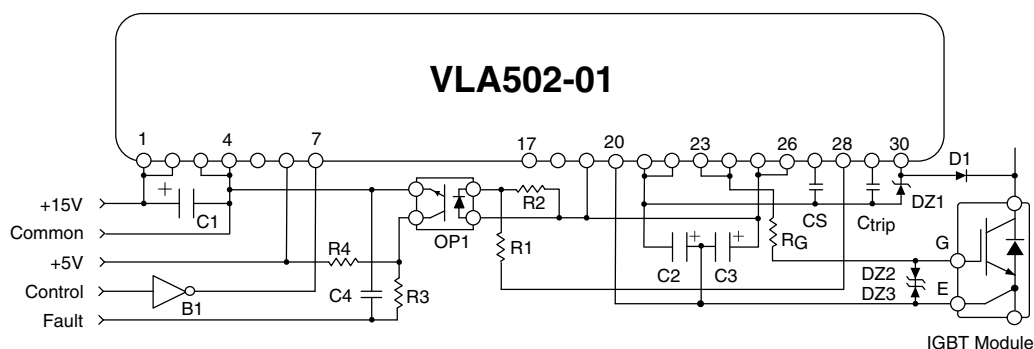 VLA502-01
1 4 7 17 20 23 26 28 30
D1
+15V
+
C1
Common
+5V
Control
Fault
R4
B1
C4
R3
OP1
R2
R1
C2
+
C3
+
RG
CS
Ctrip
DZ1
G
DZ2
DZ3
E
IGBT Module